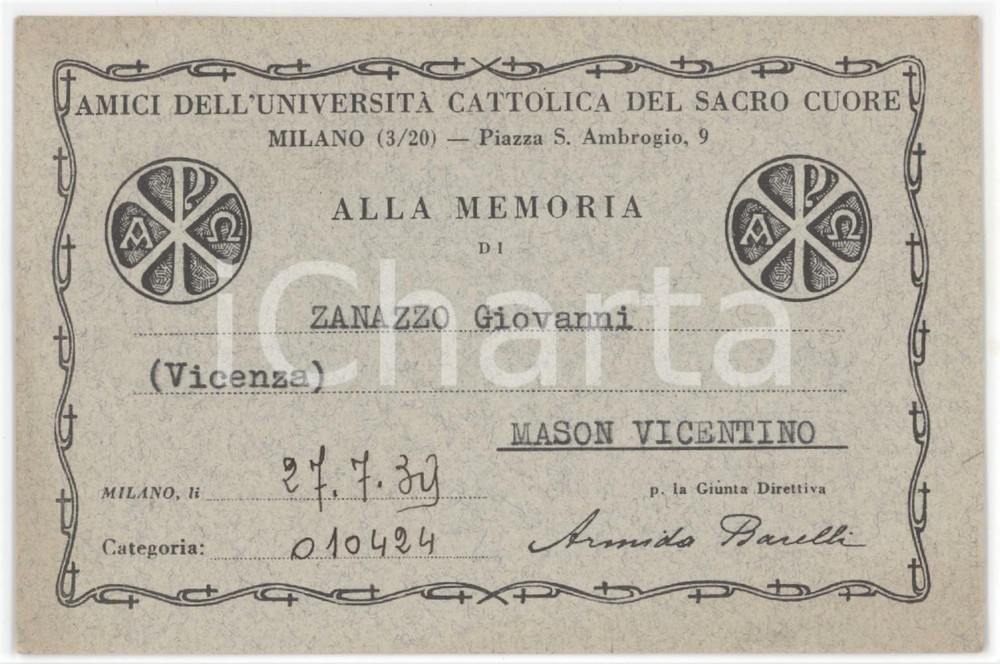 AMICI DELL'UNIVERSITÀ CATTOLICA DEL SACRO CUORE
MILANO (3/20) — Piazza S. Ambrogio, 9
ALLA MEMORIA
DI
ZANAZZO Giovanni
(Vicenza)
MASON VICENTINO
MILANO, li 27.7.39
p. la Giunta Direttiva
Categoria: 010424
Armida Barelli
A Ω
A Ω
iCharta